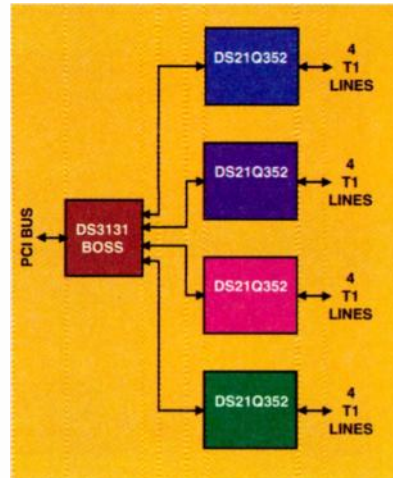 DS21Q352
4
T1
LINES
DS21Q352
4
T1
LINES
PCI BUS
DS3131
BOSS
DS21Q352
4
T1
LINES
DS21Q352
4
T1
LINES